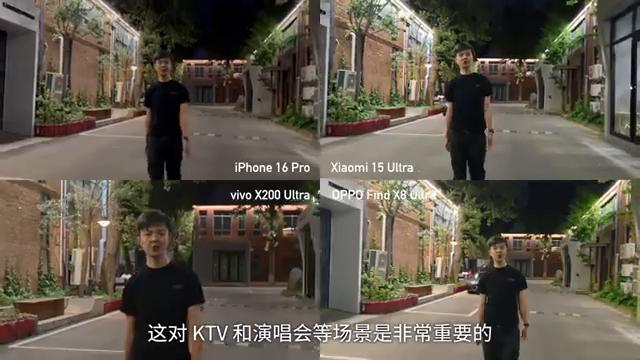 iPhone 16 Pro
Xiaomi 15 Ultra
vivo X200 Ultra
OPPO Find X8 Ultra
这对 KTV 和演唱会等场景是非常重要的